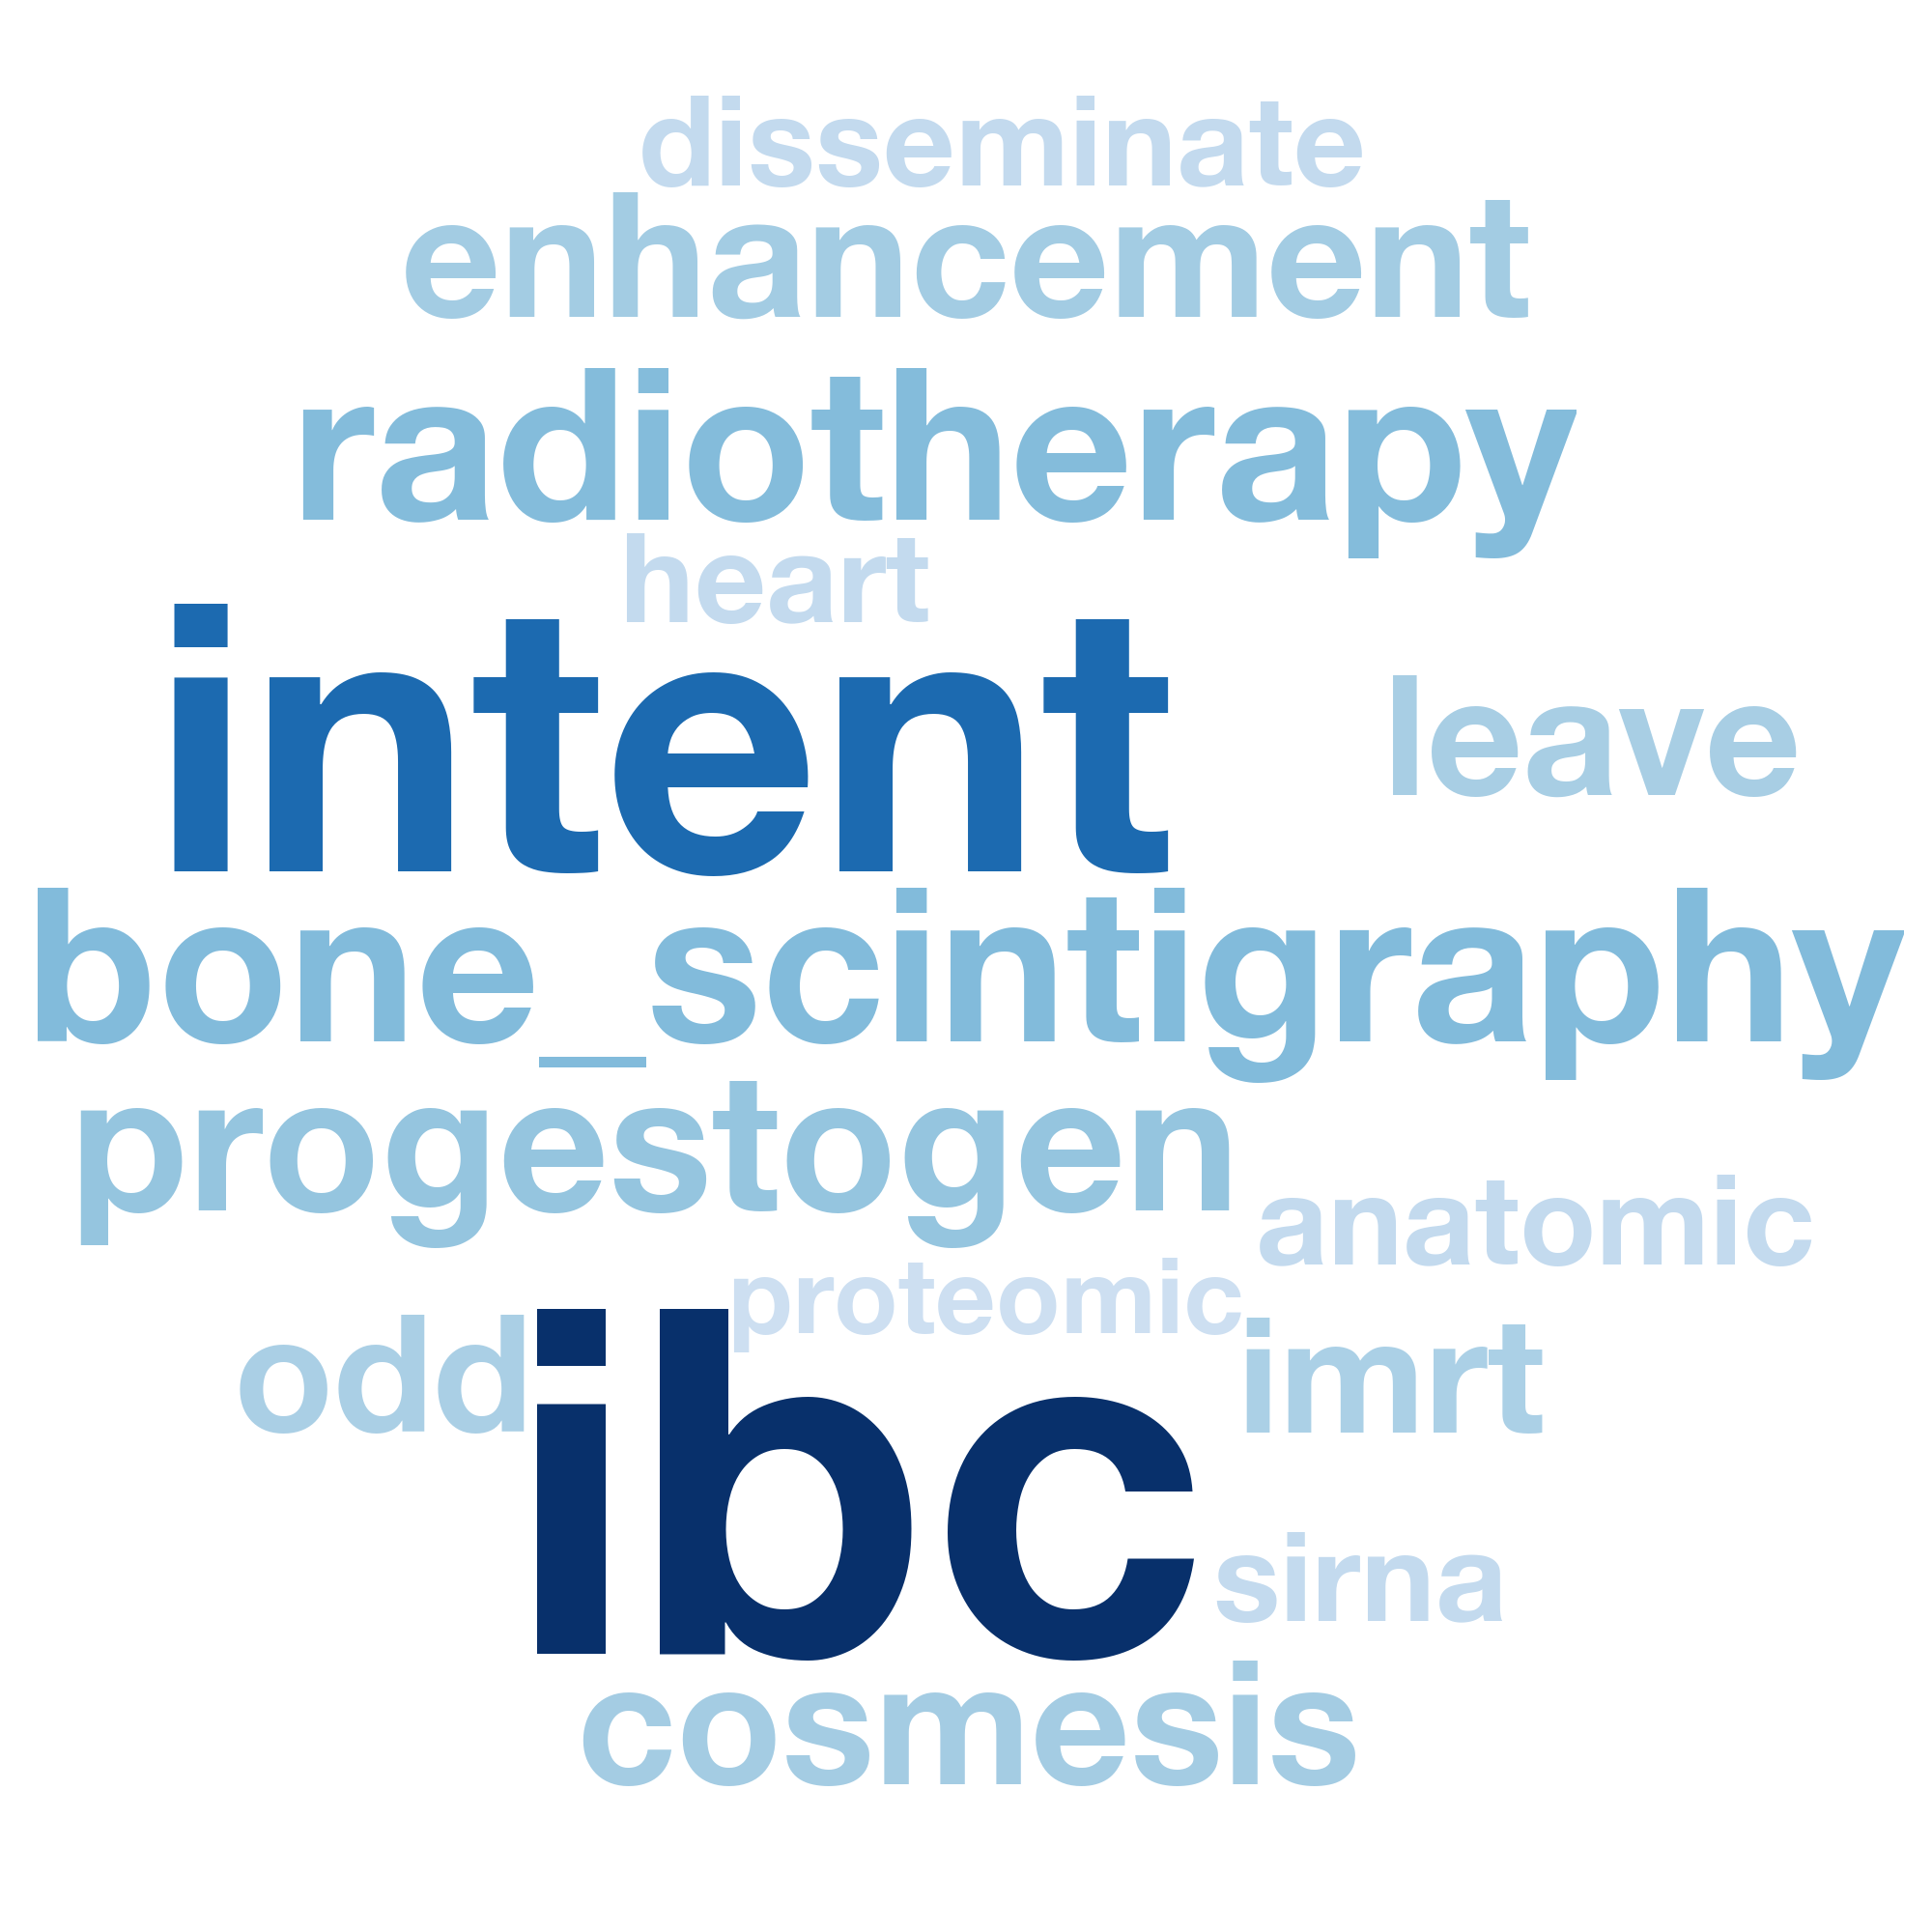 disseminate
enhancement
radiotherapy
heart
intent
leave
bone_scintigraphy
progestogen
anatomic
proteomic
odd
imrt
ibc
sirna
cosmesis